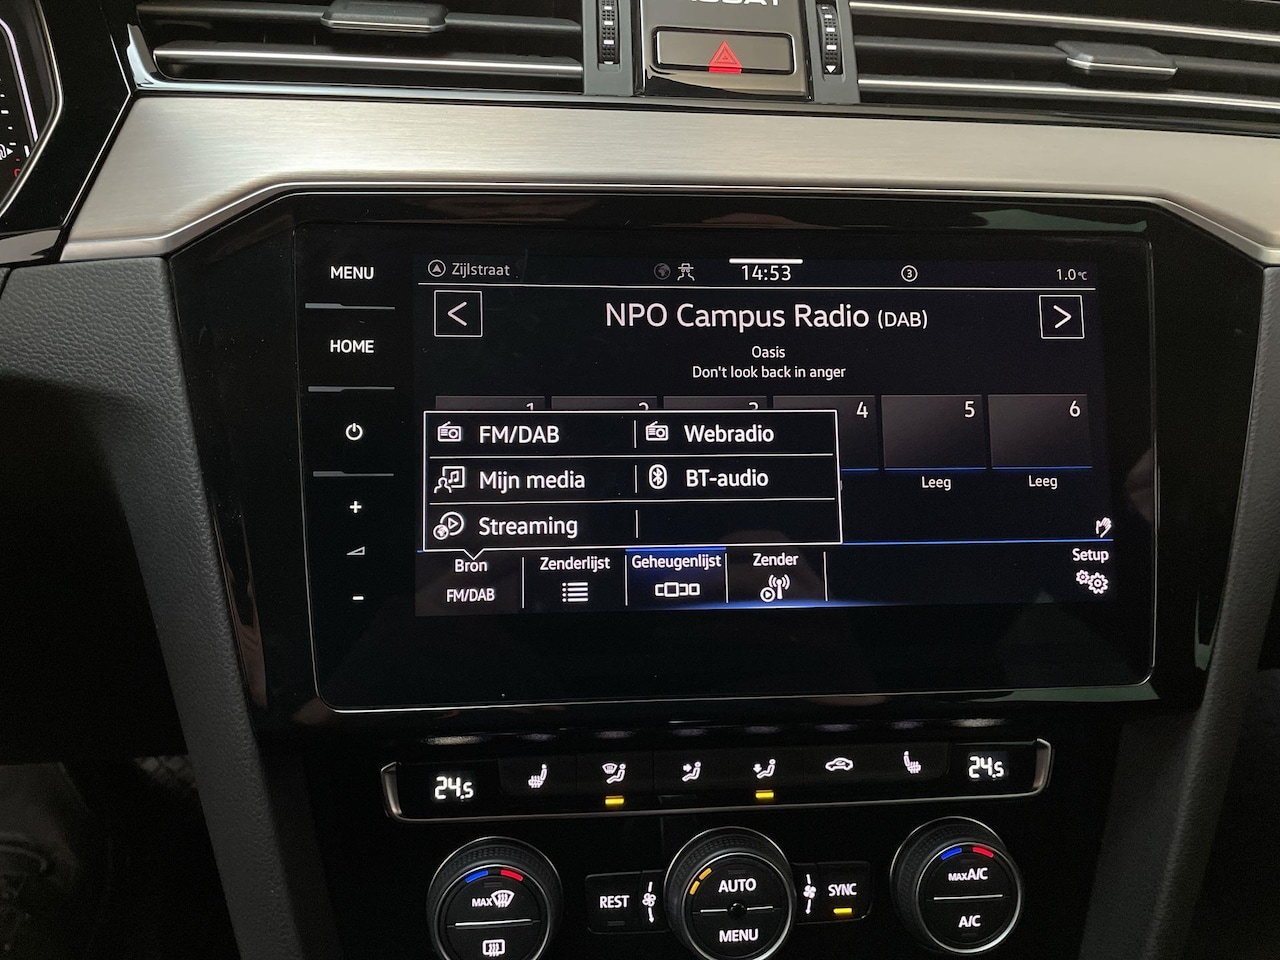 MENU
HOME
+
-
Zijlstraat
14:53
3
1.0°C
<
NPO Campus Radio (DAB)
>
Oasis
Don't look back in anger
1 2 3 4 5 6
Leeg
Leeg
FM/DAB
Webradio
Mijn media
BT-audio
Streaming
Bron
FM/DAB
Zenderlijst
Geheugenlijst
Zender
Setup
24.5
24.5
MAX
REST
AUTO
MENU
SYNC
MAX A/C
A/C